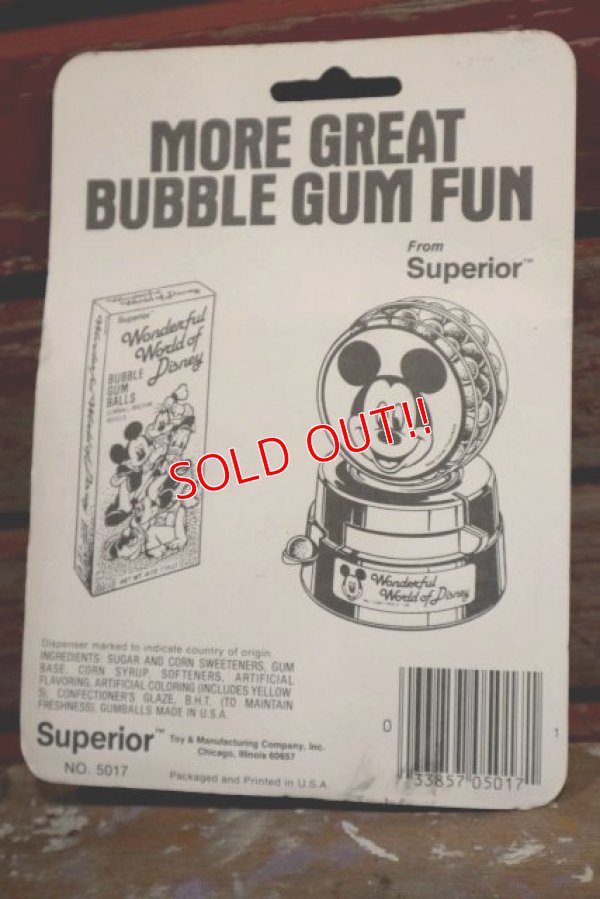 MORE GREAT
BUBBLE GUM FUN
From
Superior™
Superior
Wonderful
World of
Disney
BUBBLE
GUM
BALLS
SOLD OUT!!
Wonderful
World of Disney
Dispenser marked to indicate country of origin
INGREDIENTS: SUGAR AND CORN SWEETENERS, GUM
BASE, CORN SYRUP, SOFTENERS, ARTIFICIAL
FLAVORING, ARTIFICIAL COLORING (INCLUDES YELLOW
5), CONFECTIONER'S GLAZE, B.H.T. (TO MAINTAIN
FRESHNESS). GUMBALLS MADE IN U.S.A.
Superior™ Toy & Manufacturing Company, Inc.
Chicago, Illinois 60657
NO. 5017
Packaged and Printed in U.S.A.
0 33857 05017 1